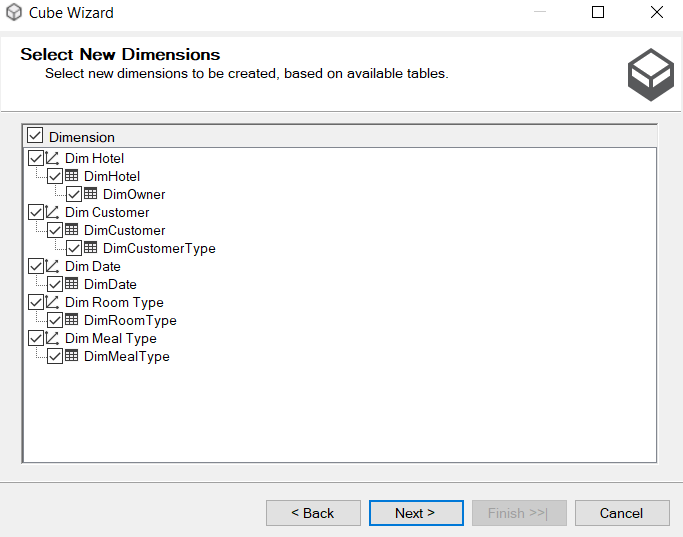 Cube Wizard
Select New Dimensions
Select new dimensions to be created, based on available tables.
Dimension
Dim Hotel
DimHotel
DimOwner
Dim Customer
DimCustomer
DimCustomerType
Dim Date
DimDate
Dim Room Type
DimRoomType
Dim Meal Type
DimMealType
< Back Next > Finish >>| Cancel